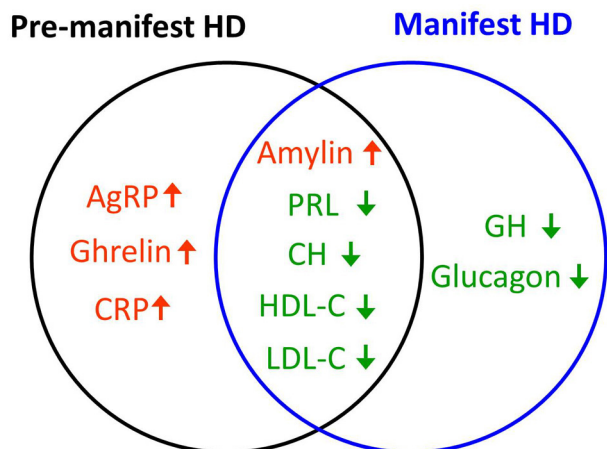 Pre-manifest HD
Manifest HD
AgRP ↑
Ghrelin ↑
CRP ↑
Amylin ↑
PRL ↓
CH ↓
HDL-C ↓
LDL-C ↓
GH ↓
Glucagon ↓